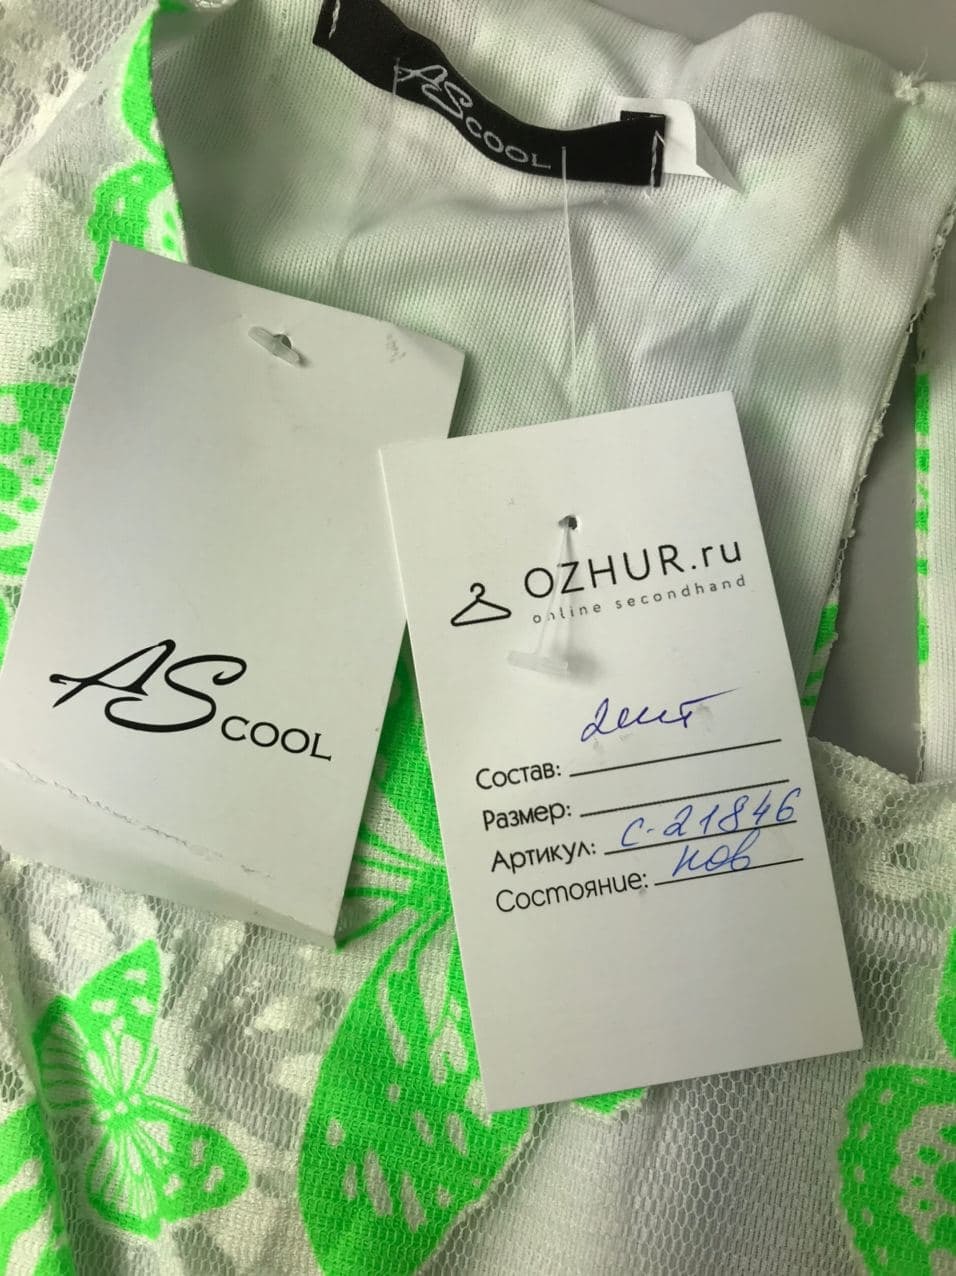 AS COOL
AS COOL
OZHUR.ru
online secondhand
Состав:
Размер:
Артикул: С-21846
Состояние: нов